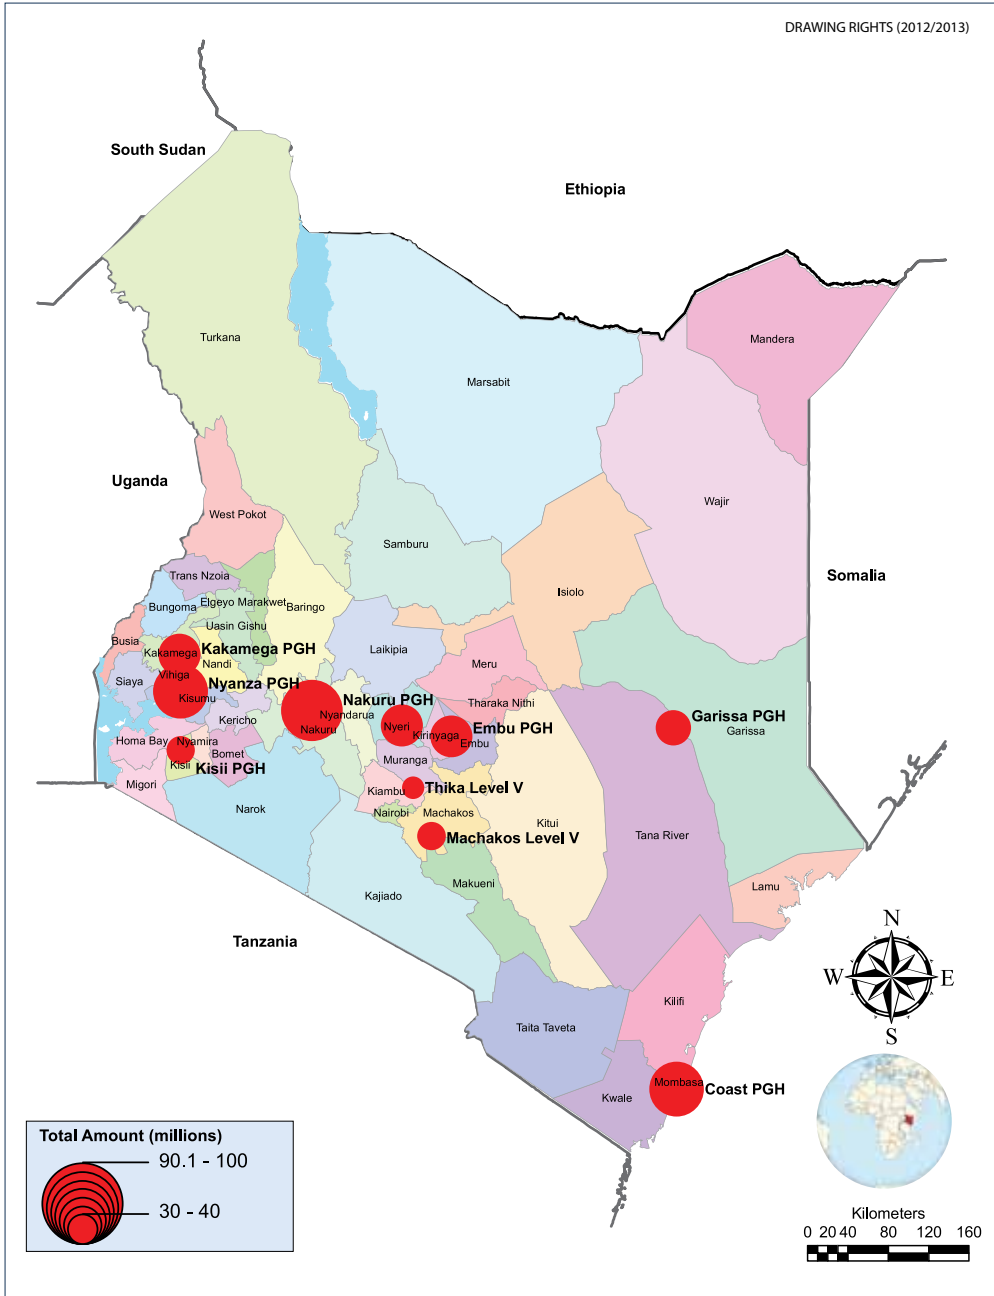 DRAWING RIGHTS (2012/2013)
South Sudan
Ethiopia
Turkana
Mandera
Marsabit
Uganda
Wajir
West Pokot
Samburu
Somalia
Trans Nzoia
Isiolo
Elgeyo Marakwet
Bungoma
Baringo
Uasin Gishu
Busia
Kakamega PGH
Kakamega
Laikipia
Nandi
Meru
Vihiga
Siaya
Nyanza PGH
Kisumu
Nakuru PGH
Tharaka Nithi
Nyandarua
Garissa PGH
Kericho
Nyeri
Embu PGH
Nakuru
Kirinyaga
Garissa
Homa Bay
Nyamira
Embu
Bomet
Muranga
Kisii
Kisii PGH
Migori
Thika Level V
Kiambu
Narok
Nairobi
Machakos
Kitui
Tana River
Machakos Level V
Makueni
Lamu
Kajiado
Tanzania
N
W
E
S
Kilifi
Taita Taveta
Mombasa
Coast PGH
Kwale
Total Amount (millions)
90.1 - 100
30 - 40
Kilometers
0 20 40 80 120 160